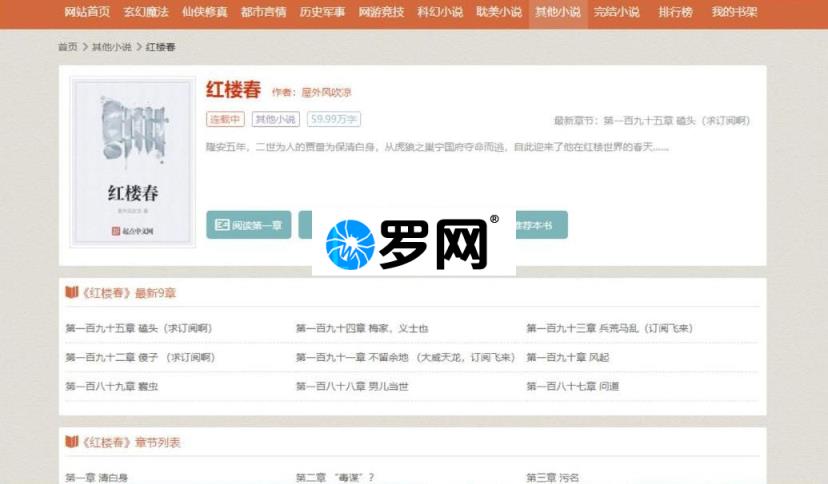 网站首页 玄幻魔法 仙侠修真 都市言情 历史军事 网游竞技 科幻小说 耽美小说 其他小说 完结小说 排行榜 我的书架
首页 > 其他小说 > 红楼春
红楼春 作者：屋外风吹凉
连载中 其他小说 59.99万字 最新章节：第一百九十五章 磕头（求订阅啊）
隆安五年，二世为人的贾蔷为保清白身，从虎狼之巢宁国府夺命而逃，自此迎来了他在红楼世界的春天……
红楼春
起点中文网
阅读第一章
推荐本书
罗网®
《红楼春》最新9章
第一百九十五章 磕头（求订阅啊） 第一百九十四章 梅家，义士也 第一百九十三章 兵荒马乱（订阅飞来）
第一百九十二章 傻子 （求订阅啊） 第一百九十一章 不留余地 （大威天龙，订阅飞来） 第一百九十章 风起
第一百八十九章 蠹虫 第一百八十八章 男儿当世 第一百八十七章 问道
《红楼春》章节列表
第一章 清白身 第二章 “毒谋”？ 第三章 污名